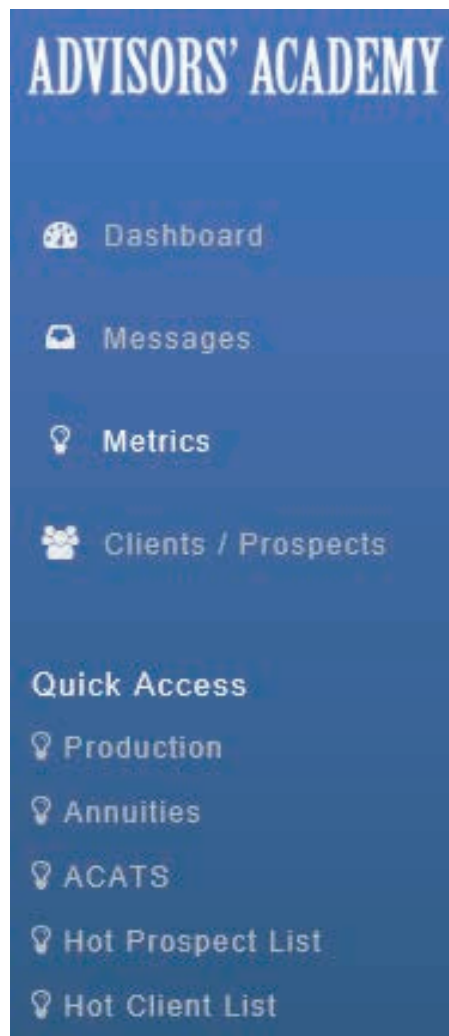 ADVISORS' ACADEMY
Dashboard
Messages
Metrics
Clients / Prospects
Quick Access
Production
Annuities
ACATS
Hot Prospect List
Hot Client List